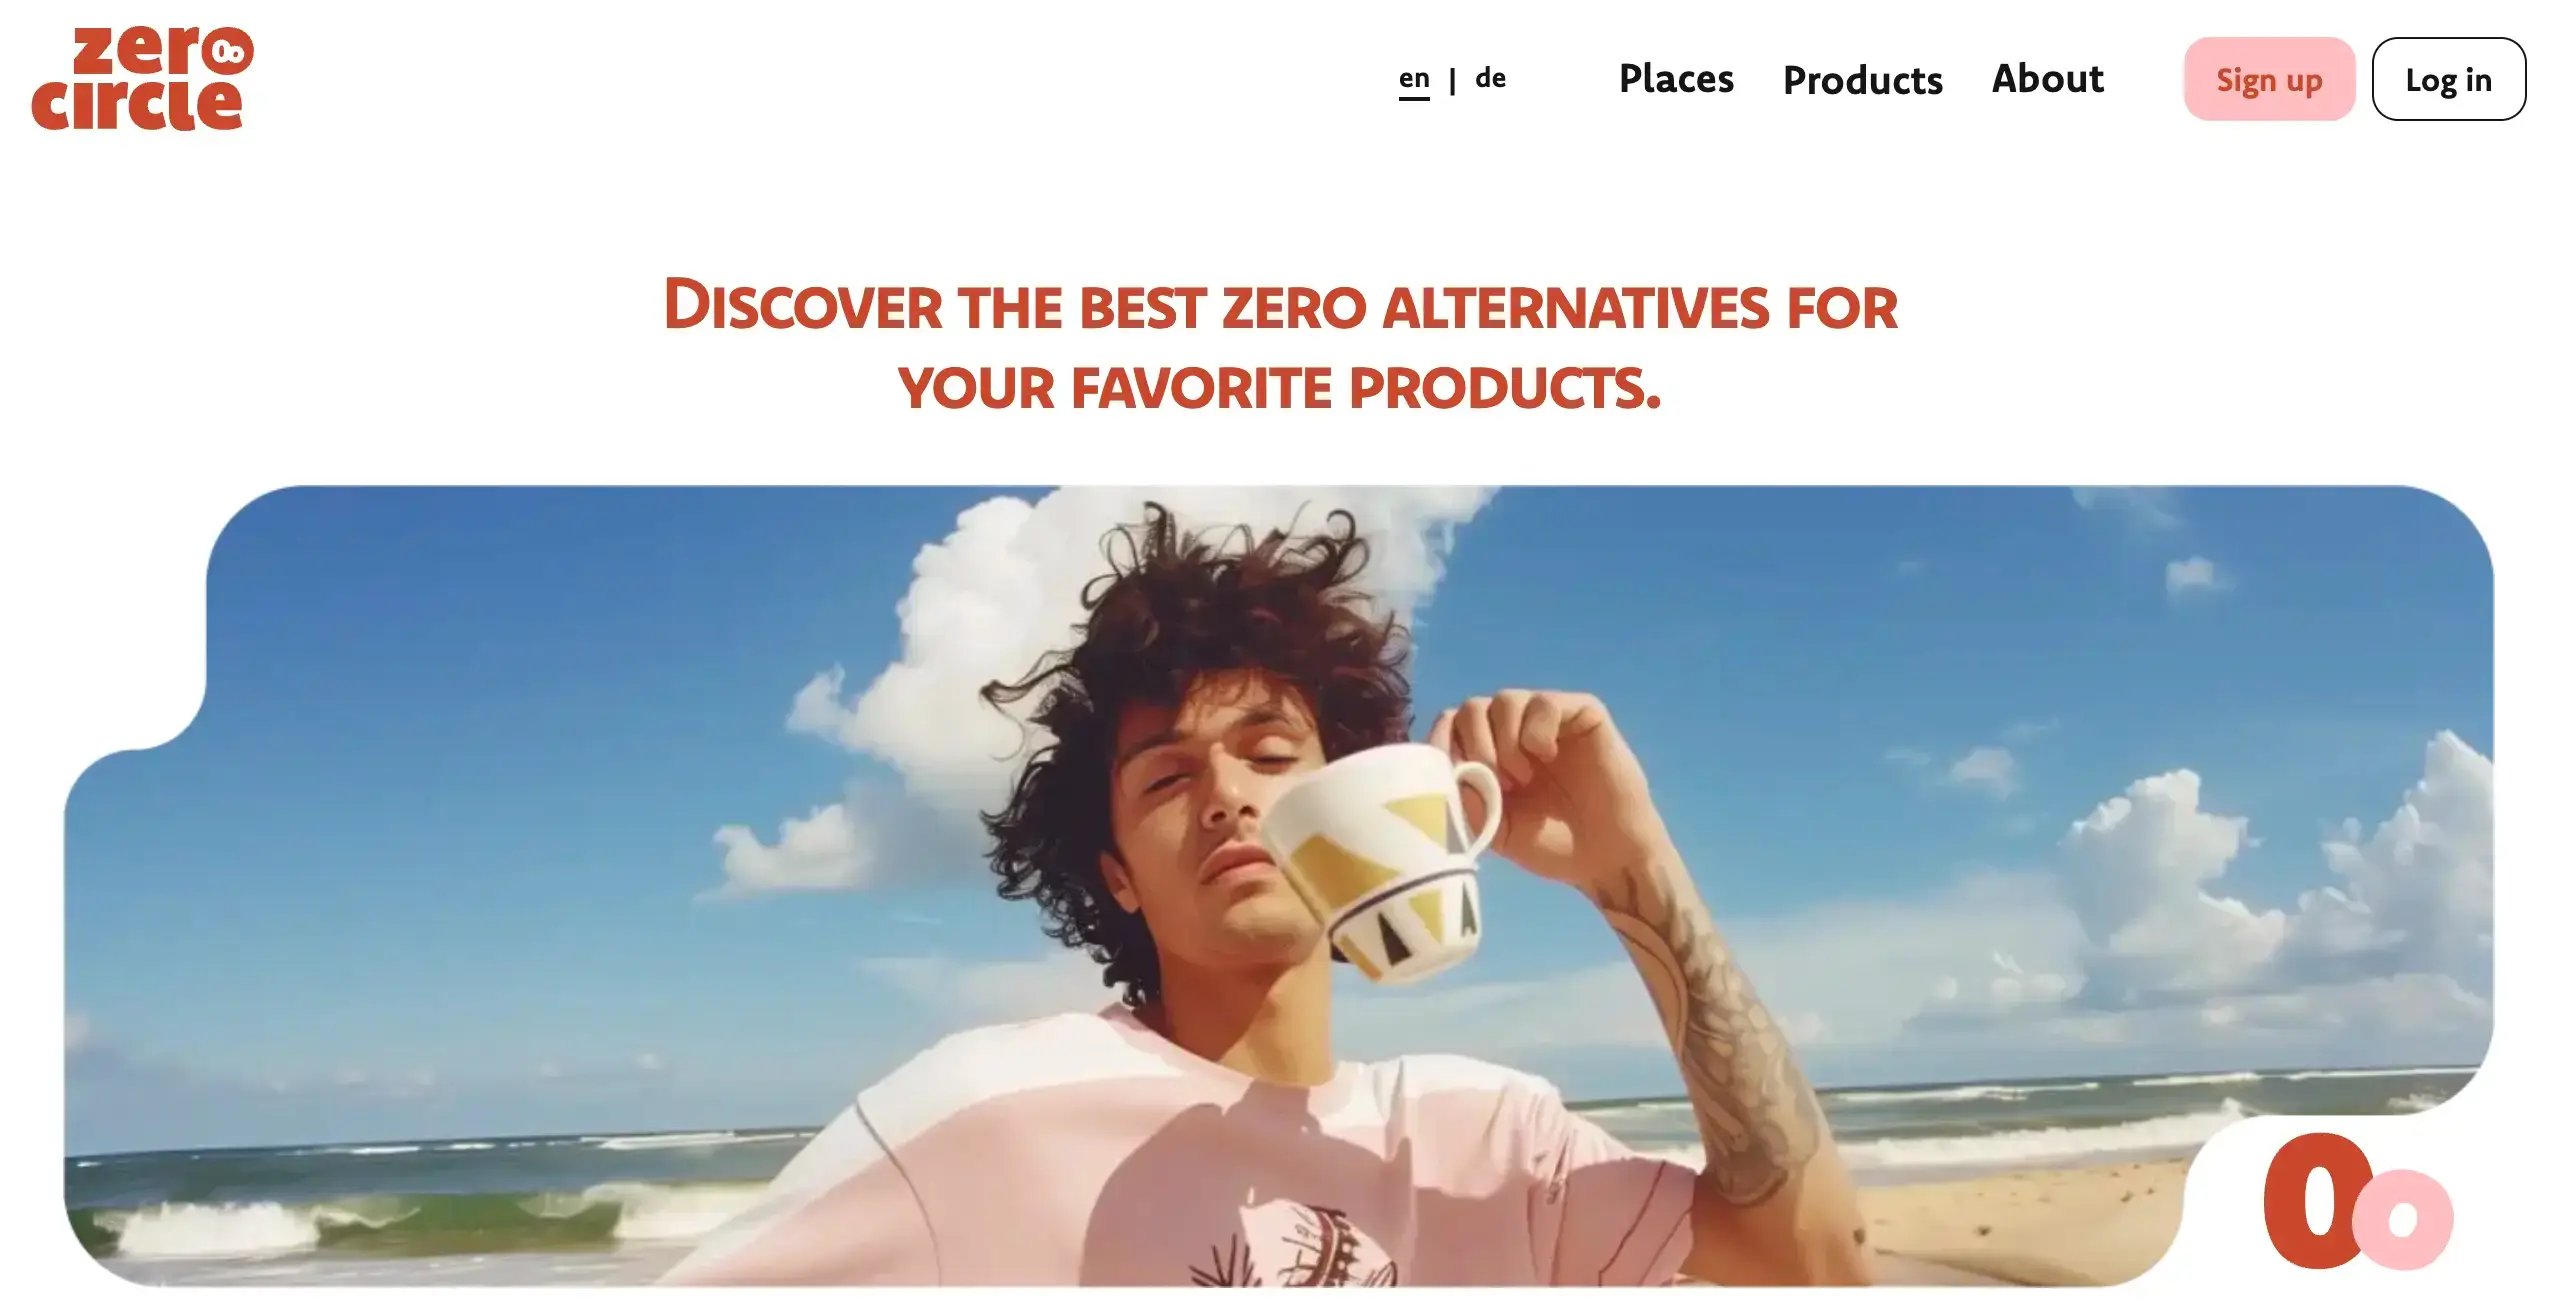 zero
circle
en | de
Places
Products
About
Sign up
Log in
DISCOVER THE BEST ZERO ALTERNATIVES FOR
YOUR FAVORITE PRODUCTS.
0o